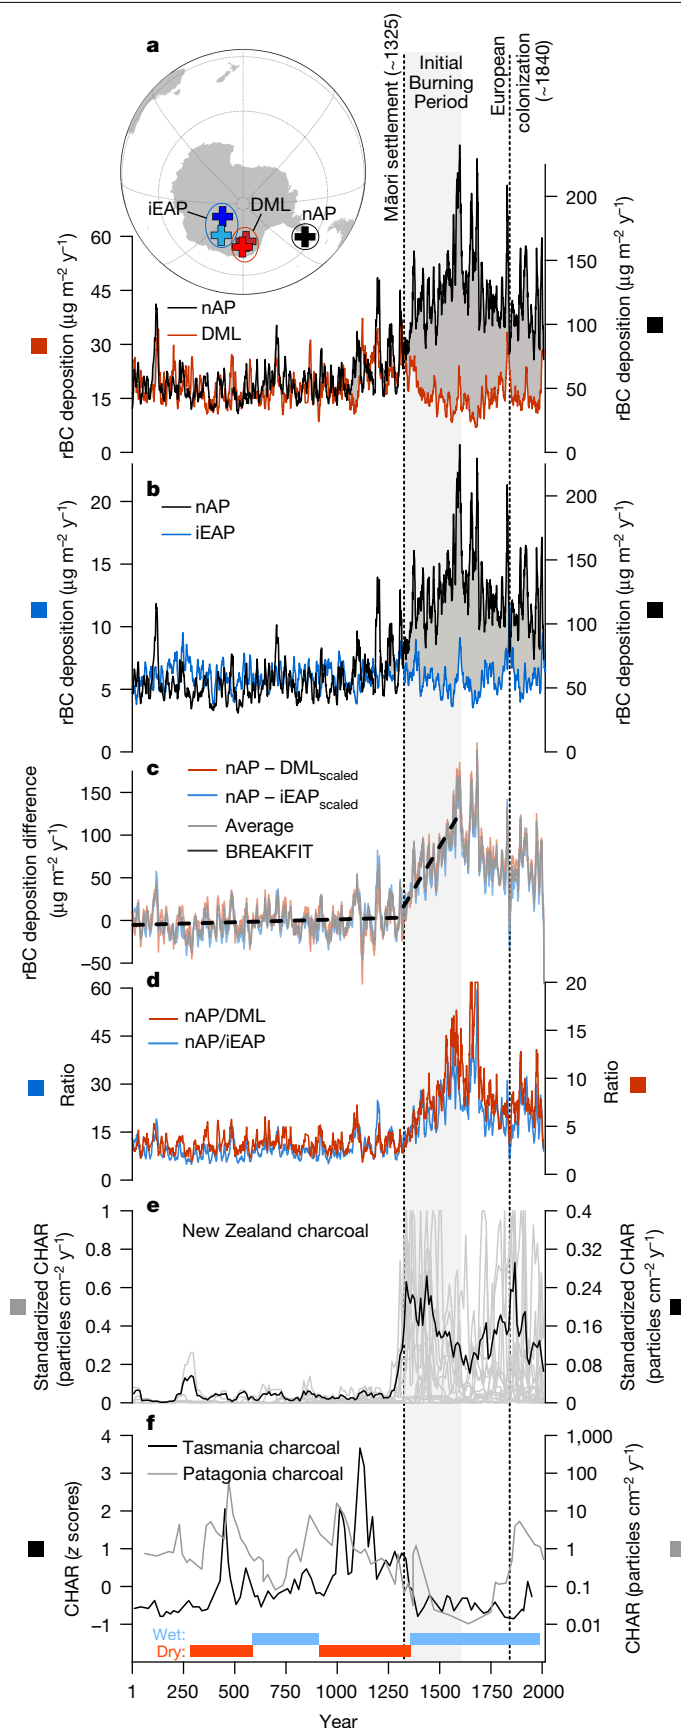 a
Māori settlement (~1325)
Initial
Burning
Period
European
colonization
(~1840)
iEAP
DML
nAP
nAP
DML
rBC deposition (µg m⁻² y⁻¹)
60
45
30
15
0
200
150
100
50
0
rBC deposition (µg m⁻² y⁻¹)
b
nAP
iEAP
rBC deposition (µg m⁻² y⁻¹)
20
15
10
5
0
200
150
100
50
0
rBC deposition (µg m⁻² y⁻¹)
c
nAP – DMLscaled
nAP – iEAPscaled
Average
BREAKFIT
rBC deposition difference
(µg m⁻² y⁻¹)
150
100
50
0
–50
d
nAP/DML
nAP/iEAP
Ratio
60
45
30
15
0
20
15
10
5
0
Ratio
e
New Zealand charcoal
Standardized CHAR
(particles cm⁻² y⁻¹)
1
0.8
0.6
0.4
0.2
0
0.4
0.32
0.24
0.16
0.08
0
Standardized CHAR
(particles cm⁻² y⁻¹)
f
Tasmania charcoal
Patagonia charcoal
CHAR (z scores)
4
3
2
1
0
–1
1,000
100
10
1
0.1
0.01
CHAR (particles cm⁻² y⁻¹)
Wet:
Dry:
1 250 500 750 1000 1250 1500 1750 2000
Year